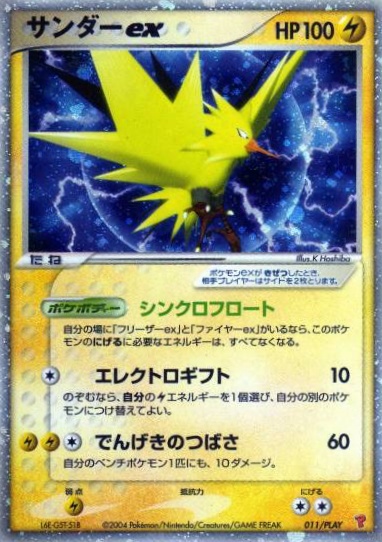 サンダーex HP100
たね
Illus.K Hoshiba
ポケモンexがきぜつしたとき、
相手プレイヤーはサイドを2枚とります。
ポケボディー シンクロフロート
自分の場に「フリーザーex」と「ファイヤーex」がいるなら、このポケ
モンのにげるに必要なエネルギーは、すべてなくなる。
エレクトロギフト 10
のぞむなら、自分のエネルギーを1個選び、自分の別のポケ
モンにつけ替えてよい。
でんげきのつばさ 60
自分のベンチポケモン1匹にも、10ダメージ。
弱点 抵抗力 にげる
16E-GST-S18
©2004 Pokémon/Nintendo/Creatures/GAME FREAK
011/PLAY